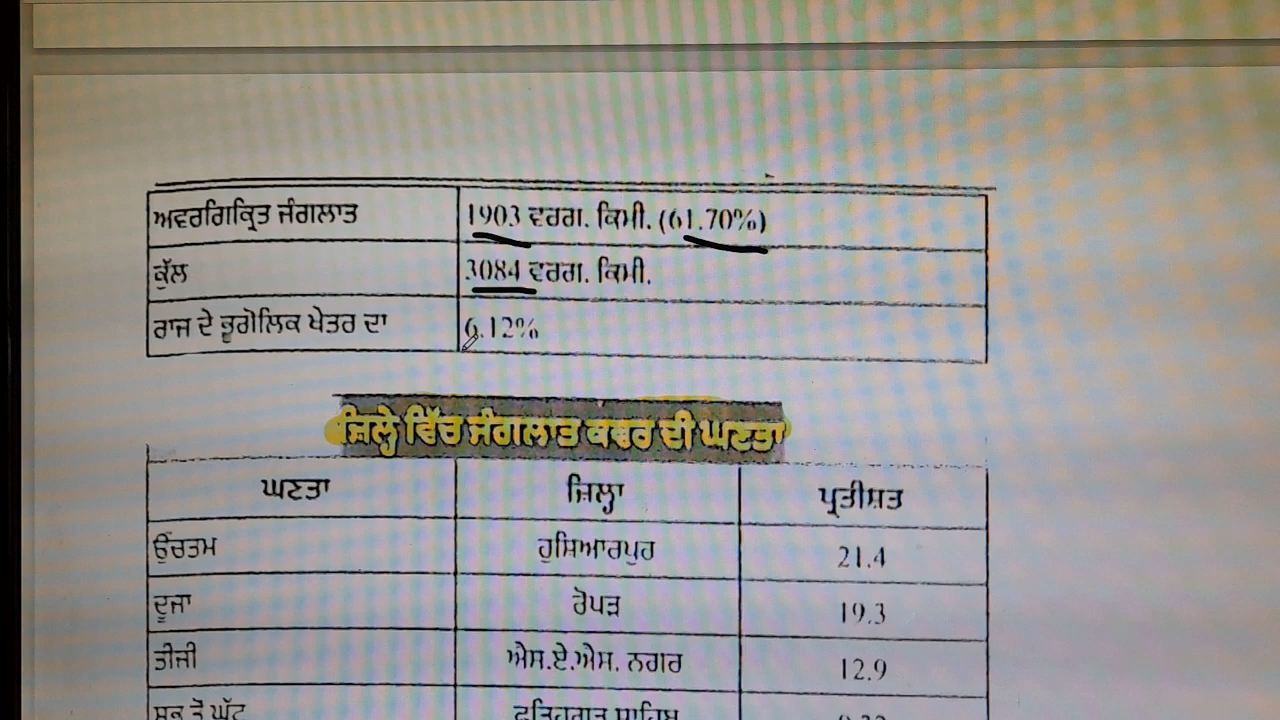 ਅਵਰਗਿਕ੍ਰਿਤ ਜੰਗਲਾਤ 1903 ਵਰਗ. ਕਿਮੀ. (61.70%)
ਕੁੱਲ 3084 ਵਰਗ. ਕਿਮੀ.
ਰਾਜ ਦੇ ਭੂਗੋਲਿਕ ਖੇਤਰ ਦਾ 6.12%
ਜ਼ਿਲ੍ਹੇ ਵਿੱਚ ਜੰਗਲਾਤ ਕਵਰ ਦੀ ਘਣਤਾ
ਘਣਤਾ ਜ਼ਿਲ੍ਹਾ ਪ੍ਰਤੀਸ਼ਤ
ਉੱਚਤਮ ਹੁਸ਼ਿਆਰਪੁਰ 21.4
ਦੂਜਾ ਰੋਪੜ 19.3
ਤੀਜੀ ਐਸ.ਏ.ਐਸ. ਨਗਰ 12.9
ਸਭ ਤੋਂ ਘੱਟ